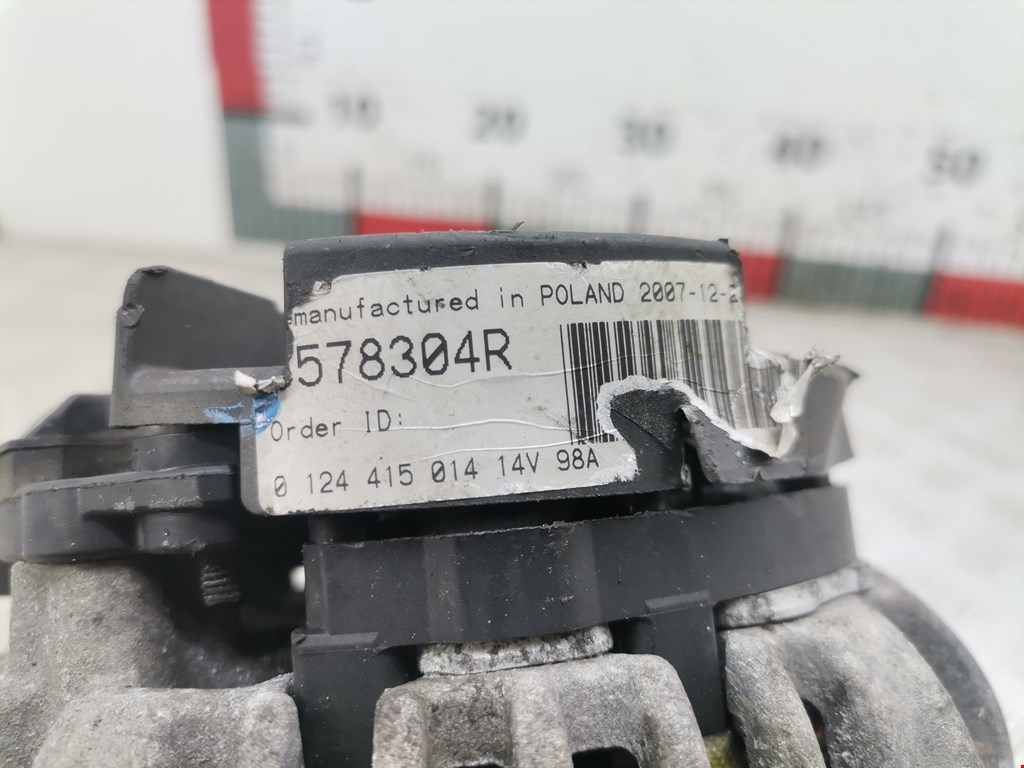 10 20 30 40 50
emanufactured in POLAND 2007-12-2
578304R
Order ID:
0 124 415 014 14V 98A